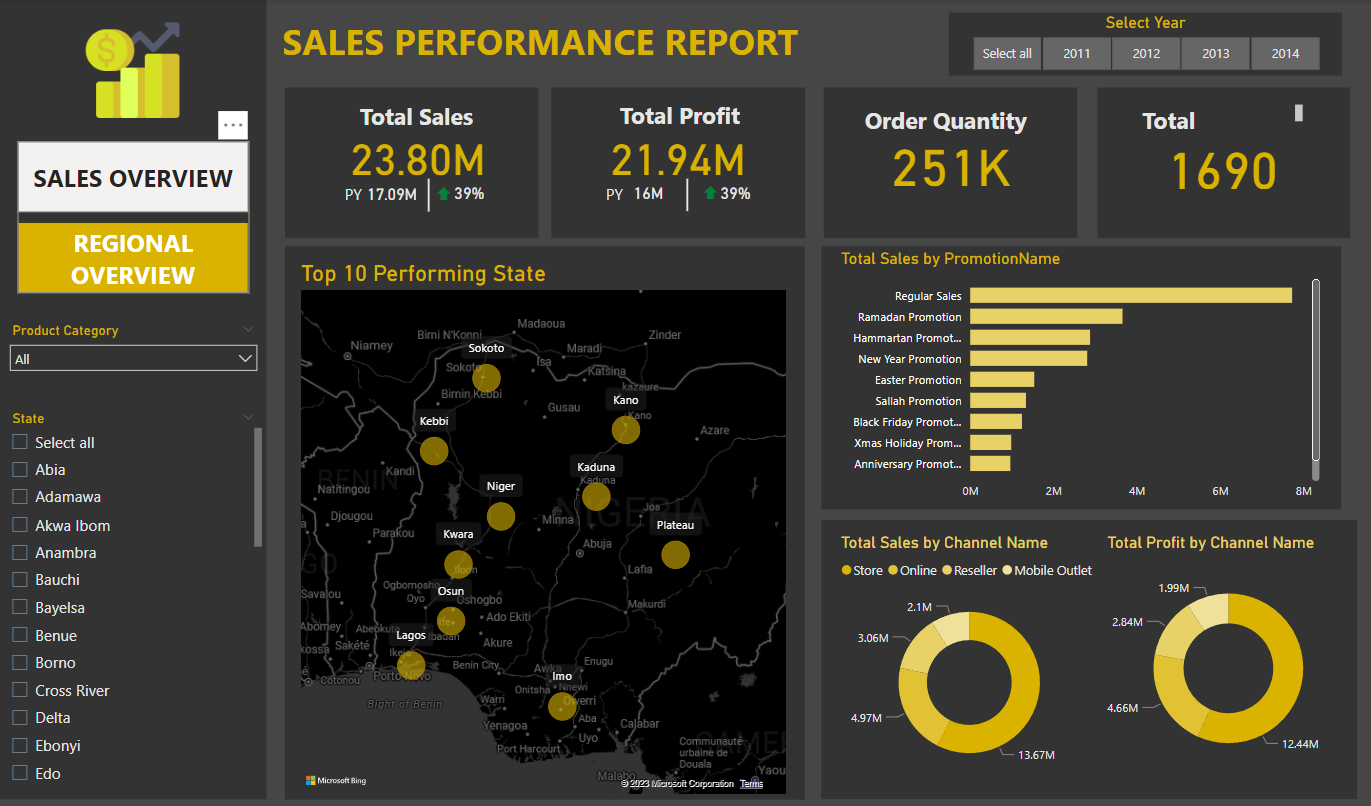 SALES PERFORMANCE REPORT
Select Year
Select all
2011
2012
2013
2014
SALES OVERVIEW
REGIONAL
OVERVIEW
Product Category
All
State
Select all
Abia
Adamawa
Akwa Ibom
Anambra
Bauchi
Bayelsa
Benue
Borno
Cross River
Delta
Ebonyi
Edo
Total Sales
23.80M
PY 17.09M
39%
Total Profit
21.94M
PY 16M
39%
Order Quantity
251K
Total
1690
Top 10 Performing State
Madaoua
Birni N'Konni
Zinder
Niamey
Sokoto
Maradi
Isa
Katsina
Birnin Kebbi
kazaure
Gusau
Kano
Kano
Kebbi
Azare
Kandi
Kaduna
Kaduna
BENIN
Natitingou
Niger
NIGERIA
Jos
Djougou
Minna
Plateau
Parakou
Kwara
Abuja
Ilorin
Lafia
Savalou
Ogbomosho
Oyo
Osun
Oshogbo
Makurdi
Abomey
Abeokuta
Ife
Ibadan
Ado Ekiti
Lagos
Akure
Sakété
Ikeja
Cotonou
Porto Novo
Benin City
Awka
Enugu
Imo
Onitsha
Nnewi
Owerri
Bight of Benin
Warri
Aba
Calabar
Yenagoa
Uyo
Port Harcourt
Communauté
urbaine de
Douala
Malabo
Microsoft Bing
© 2023 Microsoft Corporation Terms
Total Sales by PromotionName
Regular Sales
Ramadan Promotion
Hammartan Promot...
New Year Promotion
Easter Promotion
Sallah Promotion
Black Friday Promot...
Xmas Holiday Prom...
Anniversary Promot...
0M 2M 4M 6M 8M
Total Sales by Channel Name
Store Online Reseller Mobile Outlet
2.1M
3.06M
4.97M
13.67M
Total Profit by Channel Name
1.99M
2.84M
4.66M
12.44M